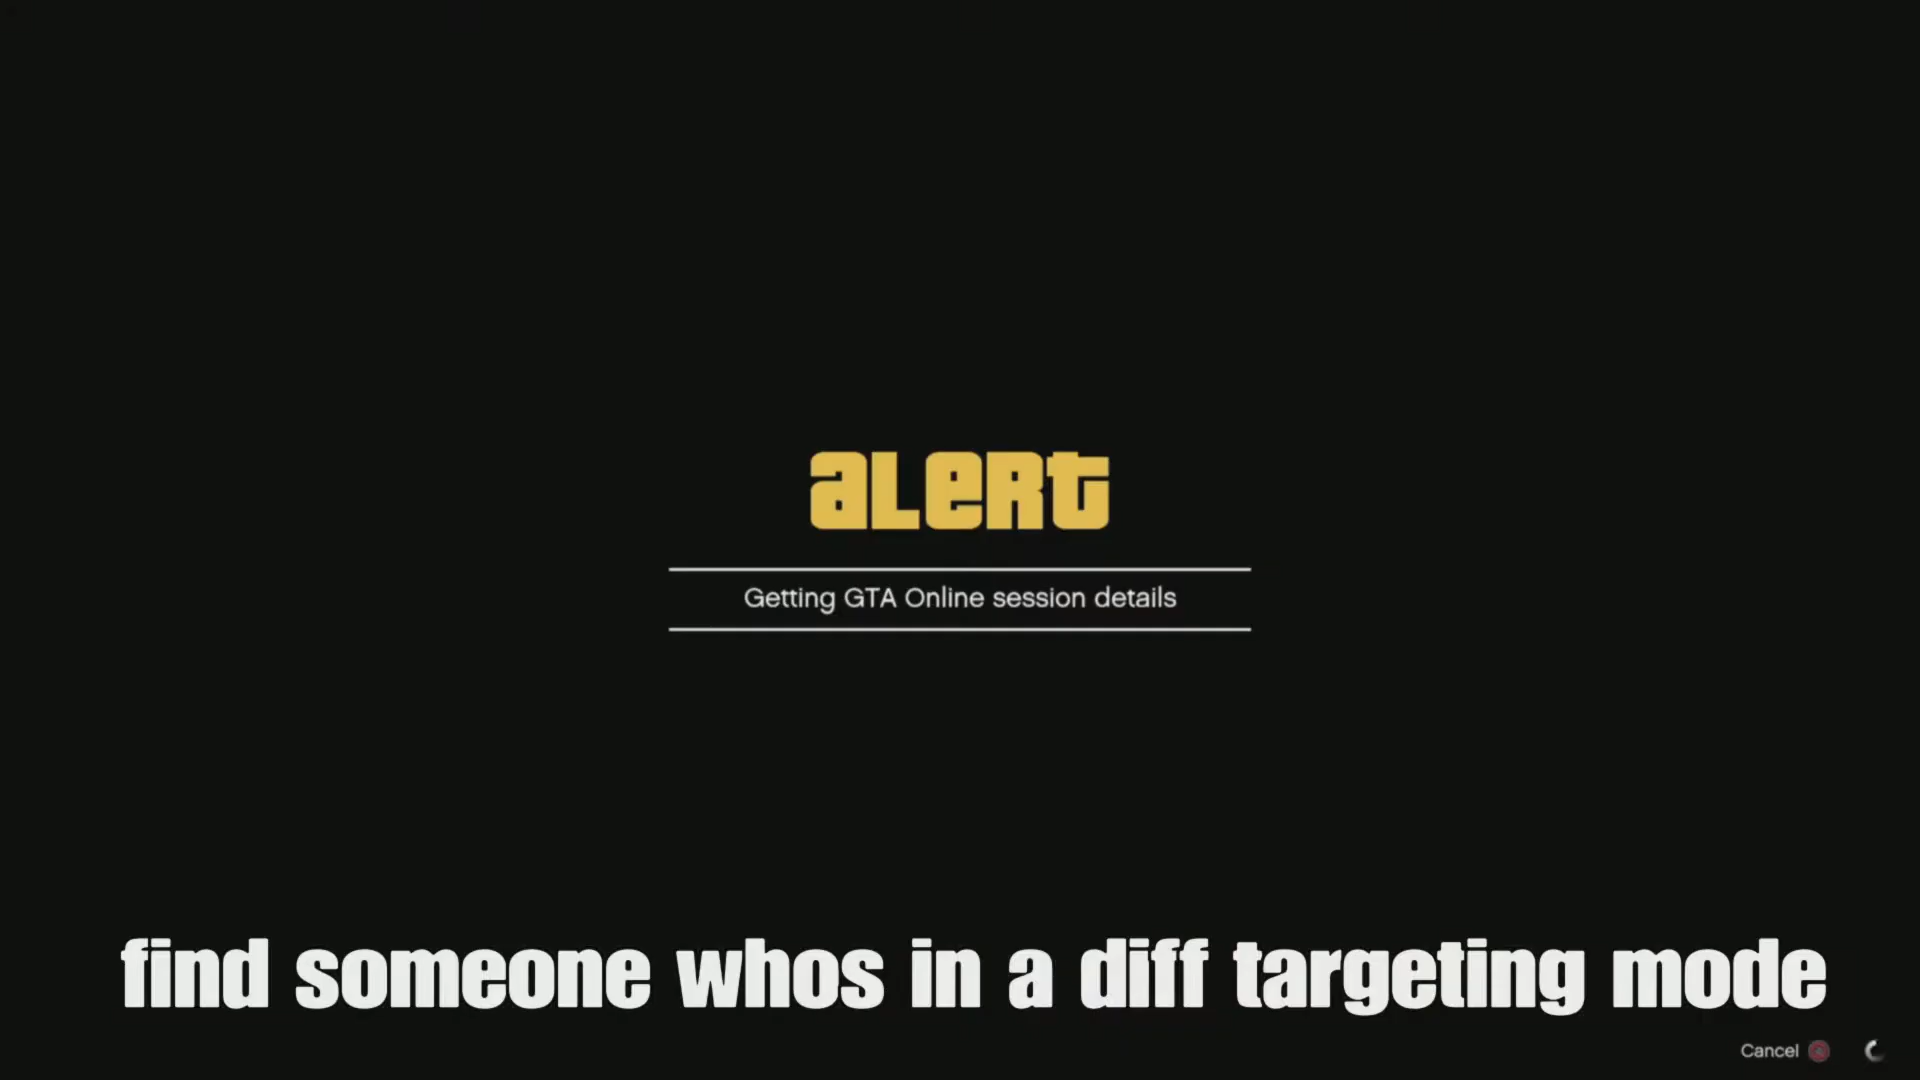 aLeRt
Getting GTA Online session details
find someone whos in a diff targeting mode
Cancel